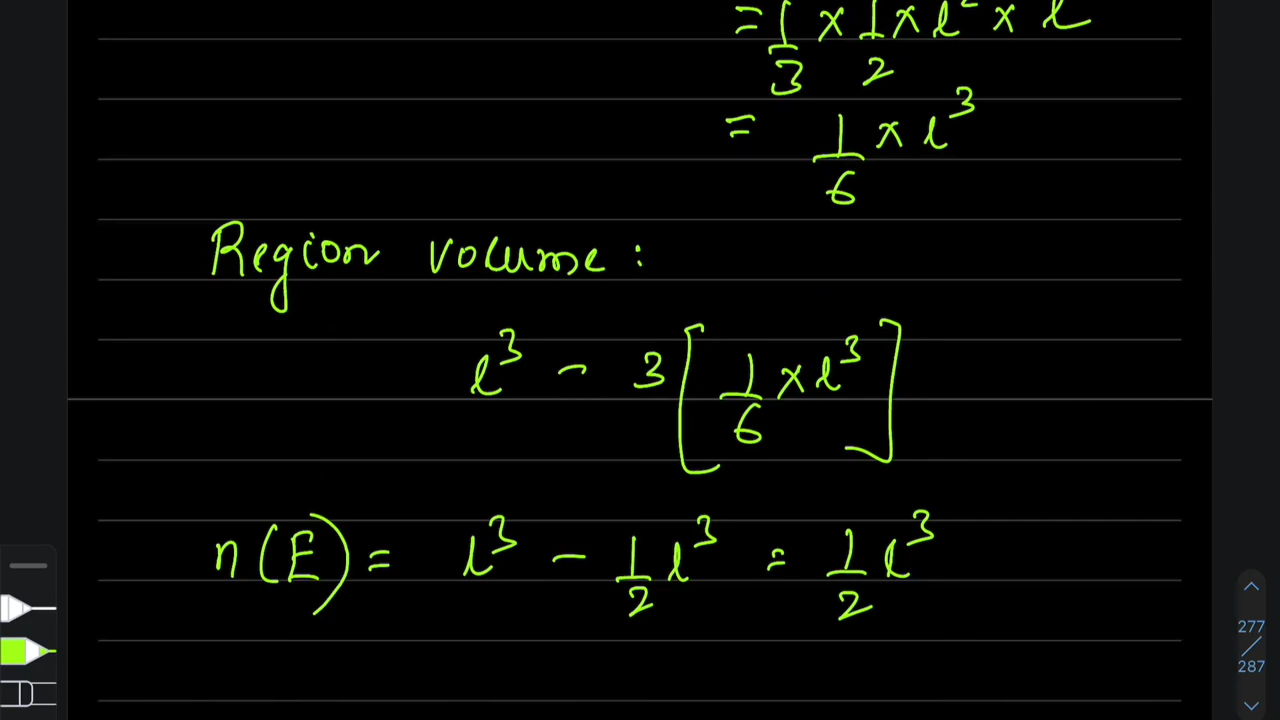 = 1/3 × 1/2 × l² × l
= 1/6 × l³
Region volume :
l³ - 3 [ 1/6 × l³ ]
n(E) = l³ - 1/2 l³ = 1/2 l³
277
287